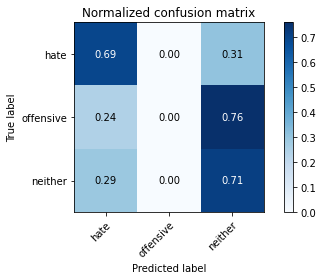 Normalized confusion matrix
True label
hate
offensive
neither
0.69 0.00 0.31
0.24 0.00 0.76
0.29 0.00 0.71
hate
offensive
neither
Predicted label
0.7
0.6
0.5
0.4
0.3
0.2
0.1
0.0